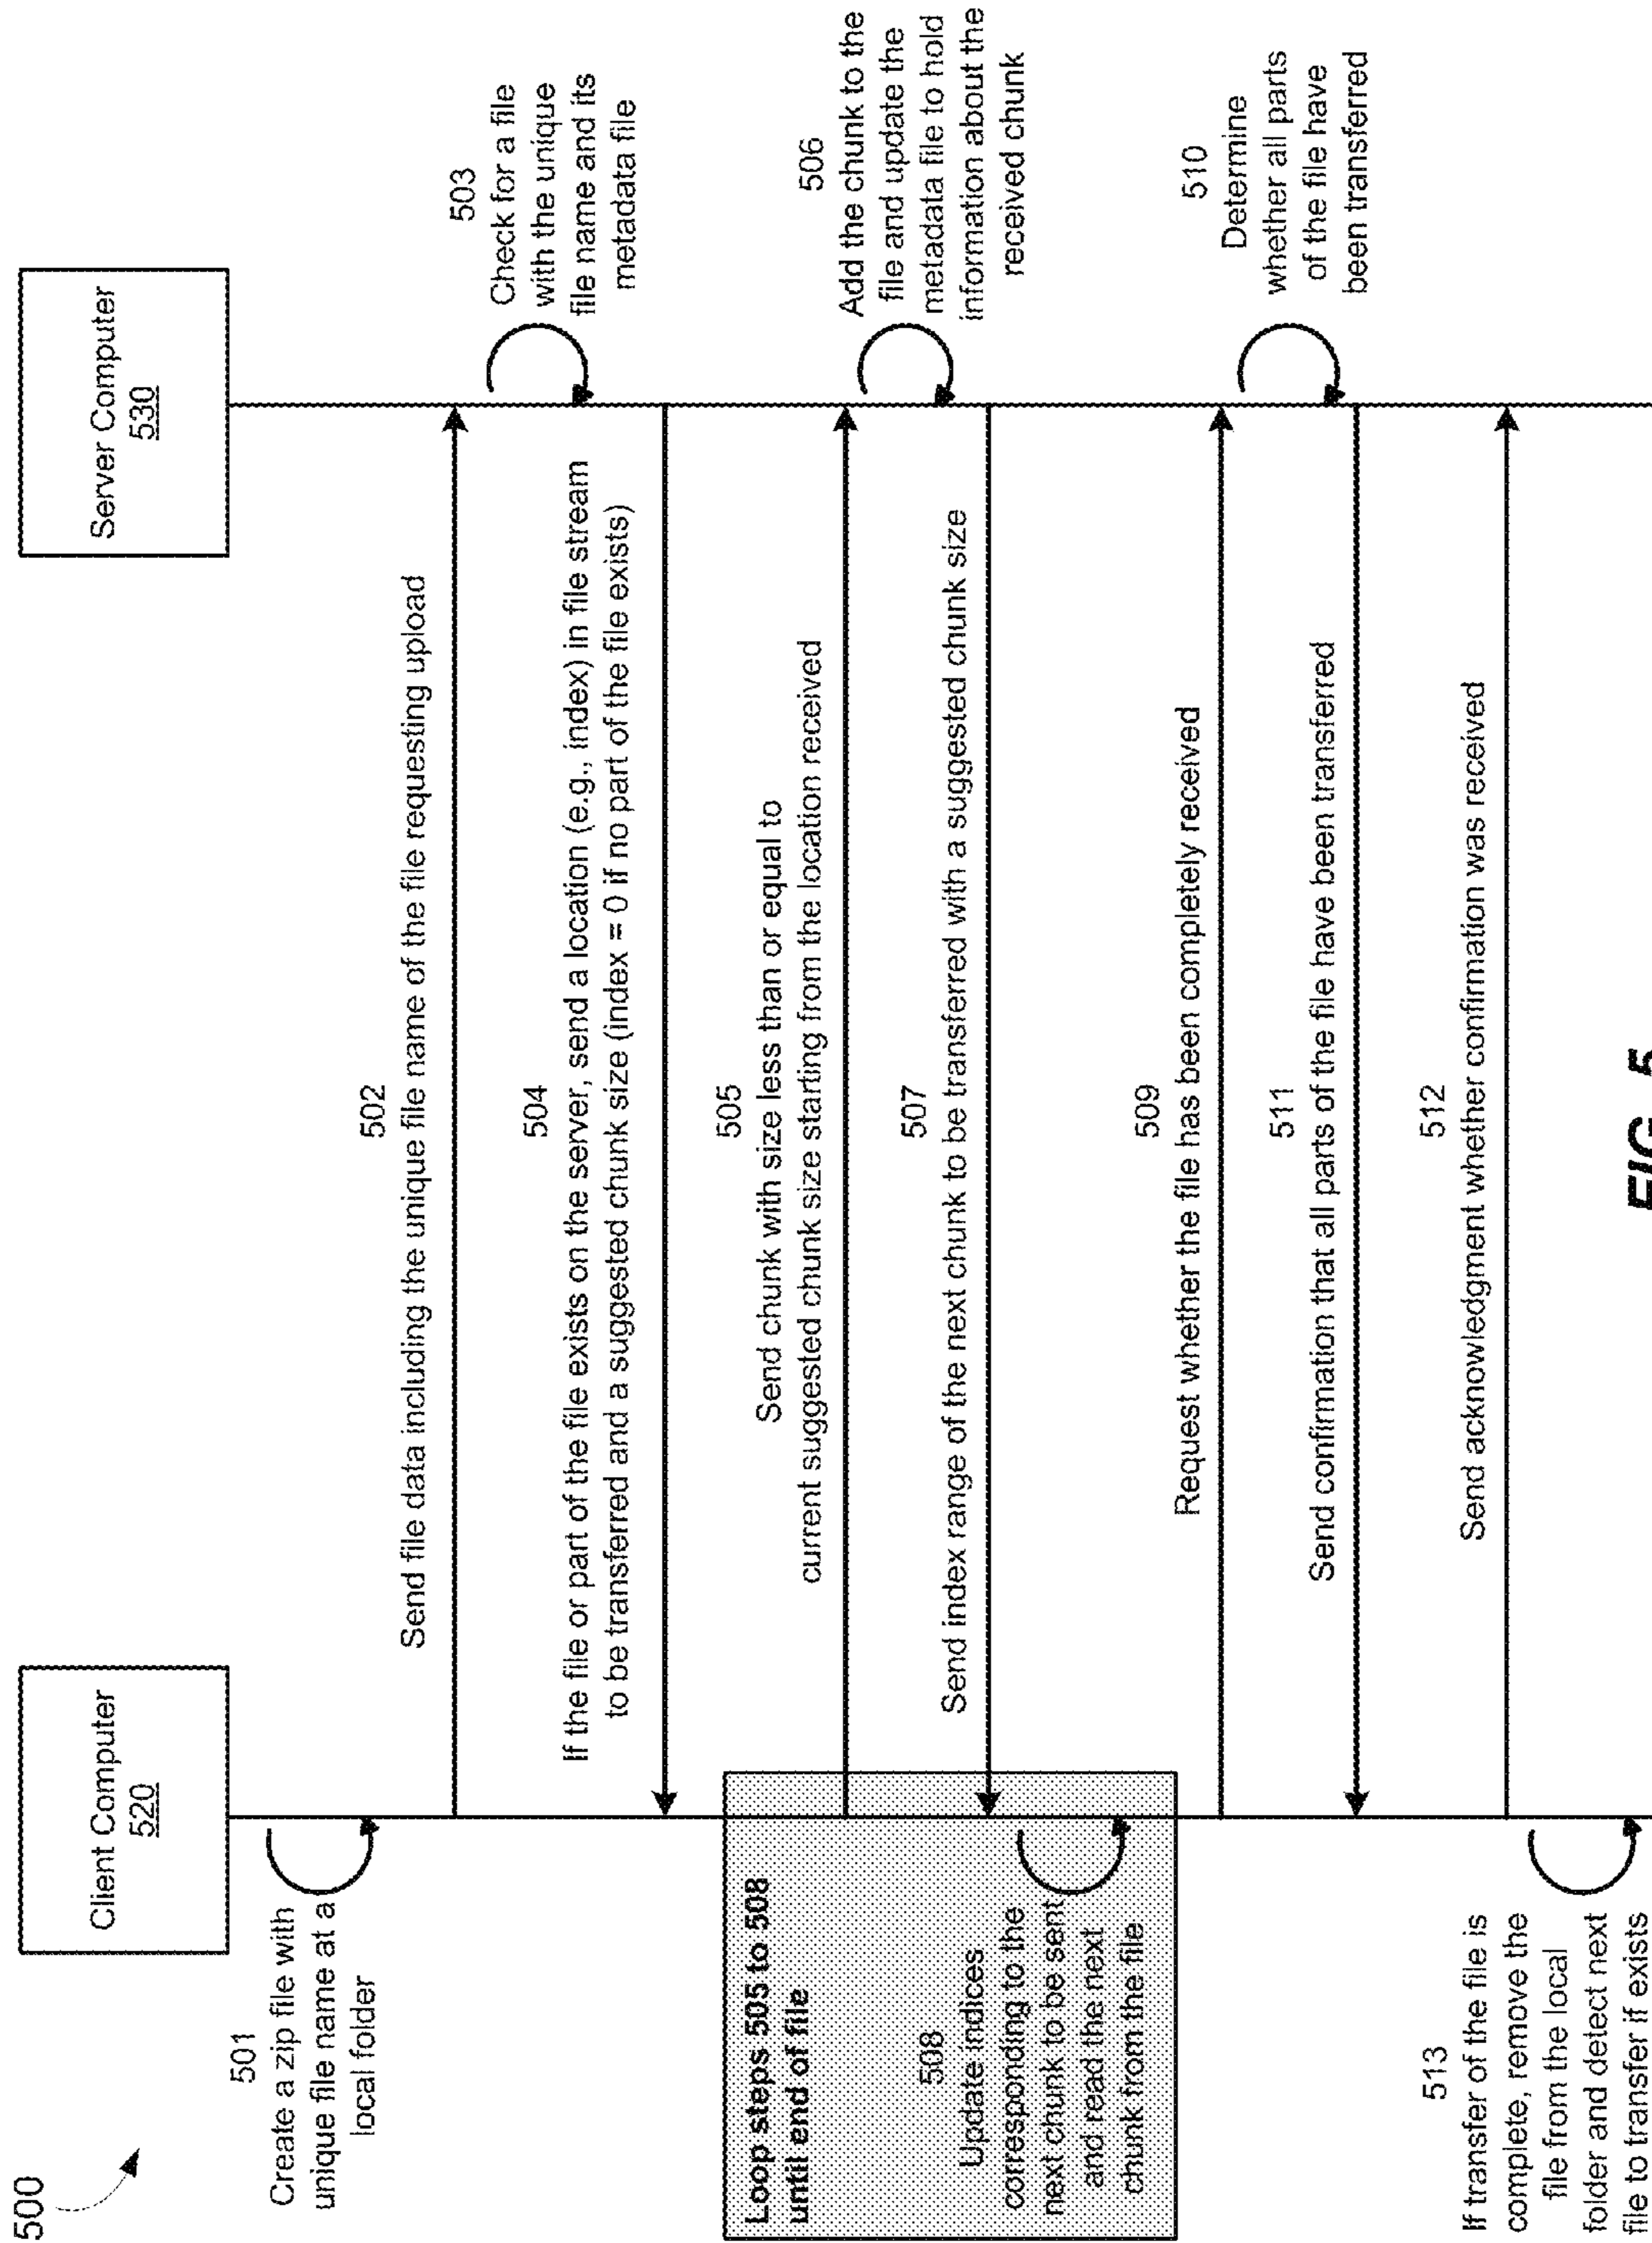 500
Client Computer
520
Server Computer
530
501
Create a zip file with
unique file name at a
local folder
502
Send file data including the unique file name of the file requesting upload
503
Check for a file
with the unique
file name and its
metadata file
504
If the file or part of the file exists on the server, send a location (e.g., index) in file stream
to be transferred and a suggested chunk size (index = 0 if no part of the file exists)
Loop steps 505 to 508
until end of file
505
Send chunk with size less than or equal to
current suggested chunk size starting from the location received
506
Add the chunk to the
file and update the
metadata file to hold
information about the
received chunk
507
Send index range of the next chunk to be transferred with a suggested chunk size
508
Update indices
corresponding to the
next chunk to be sent
and read the next
chunk from the file
509
Request whether the file has been completely received
510
Determine
whether all parts
of the file have
been transferred
511
Send confirmation that all parts of the file have been transferred
512
Send acknowledgment whether confirmation was received
513
If transfer of the file is
complete, remove the
file from the local
folder and detect next
file to transfer if exists
FIG. 5